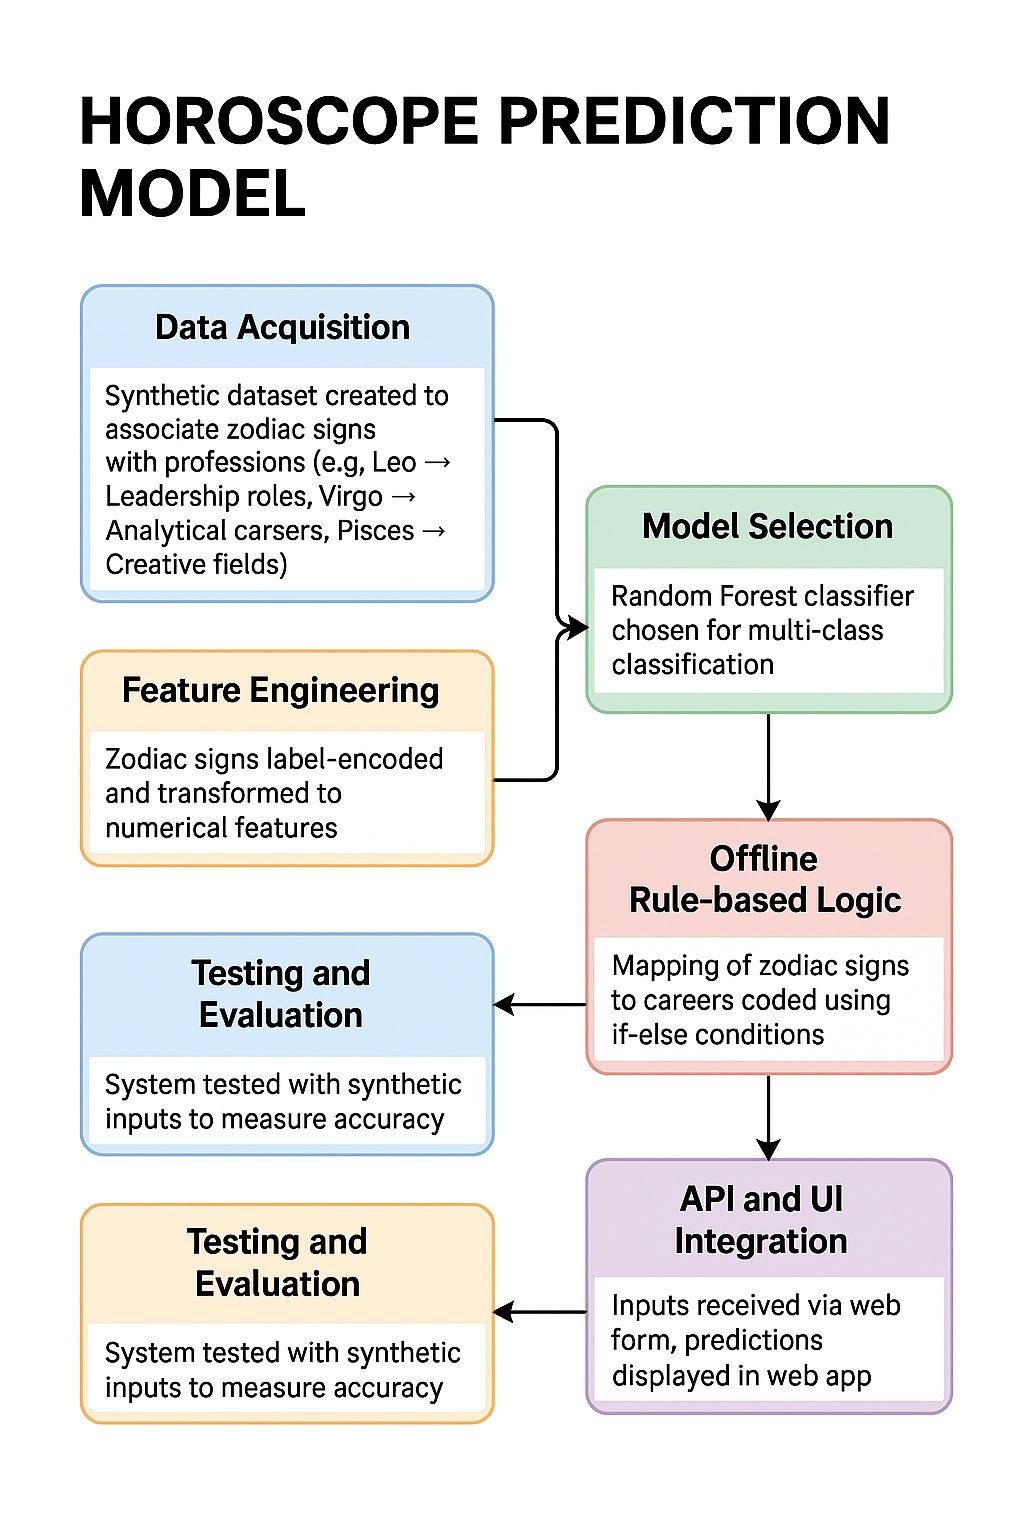 HOROSCOPE PREDICTION
MODEL
Data Acquisition
Synthetic dataset created to
associate zodiac signs
with professions (e.g, Leo →
Leadership roles, Virgo →
Analytical carsers, Pisces →
Creative fields)
Feature Engineering
Zodiac signs label-encoded
and transformed to
numerical features
Model Selection
Random Forest classifier
chosen for multi-class
classification
Offline
Rule-based Logic
Mapping of zodiac signs
to careers coded using
if-else conditions
Testing and
Evaluation
System tested with synthetic
inputs to measure accuracy
API and UI
Integration
Inputs received via web
form, predictions
displayed in web app
Testing and
Evaluation
System tested with synthetic
inputs to measure accuracy